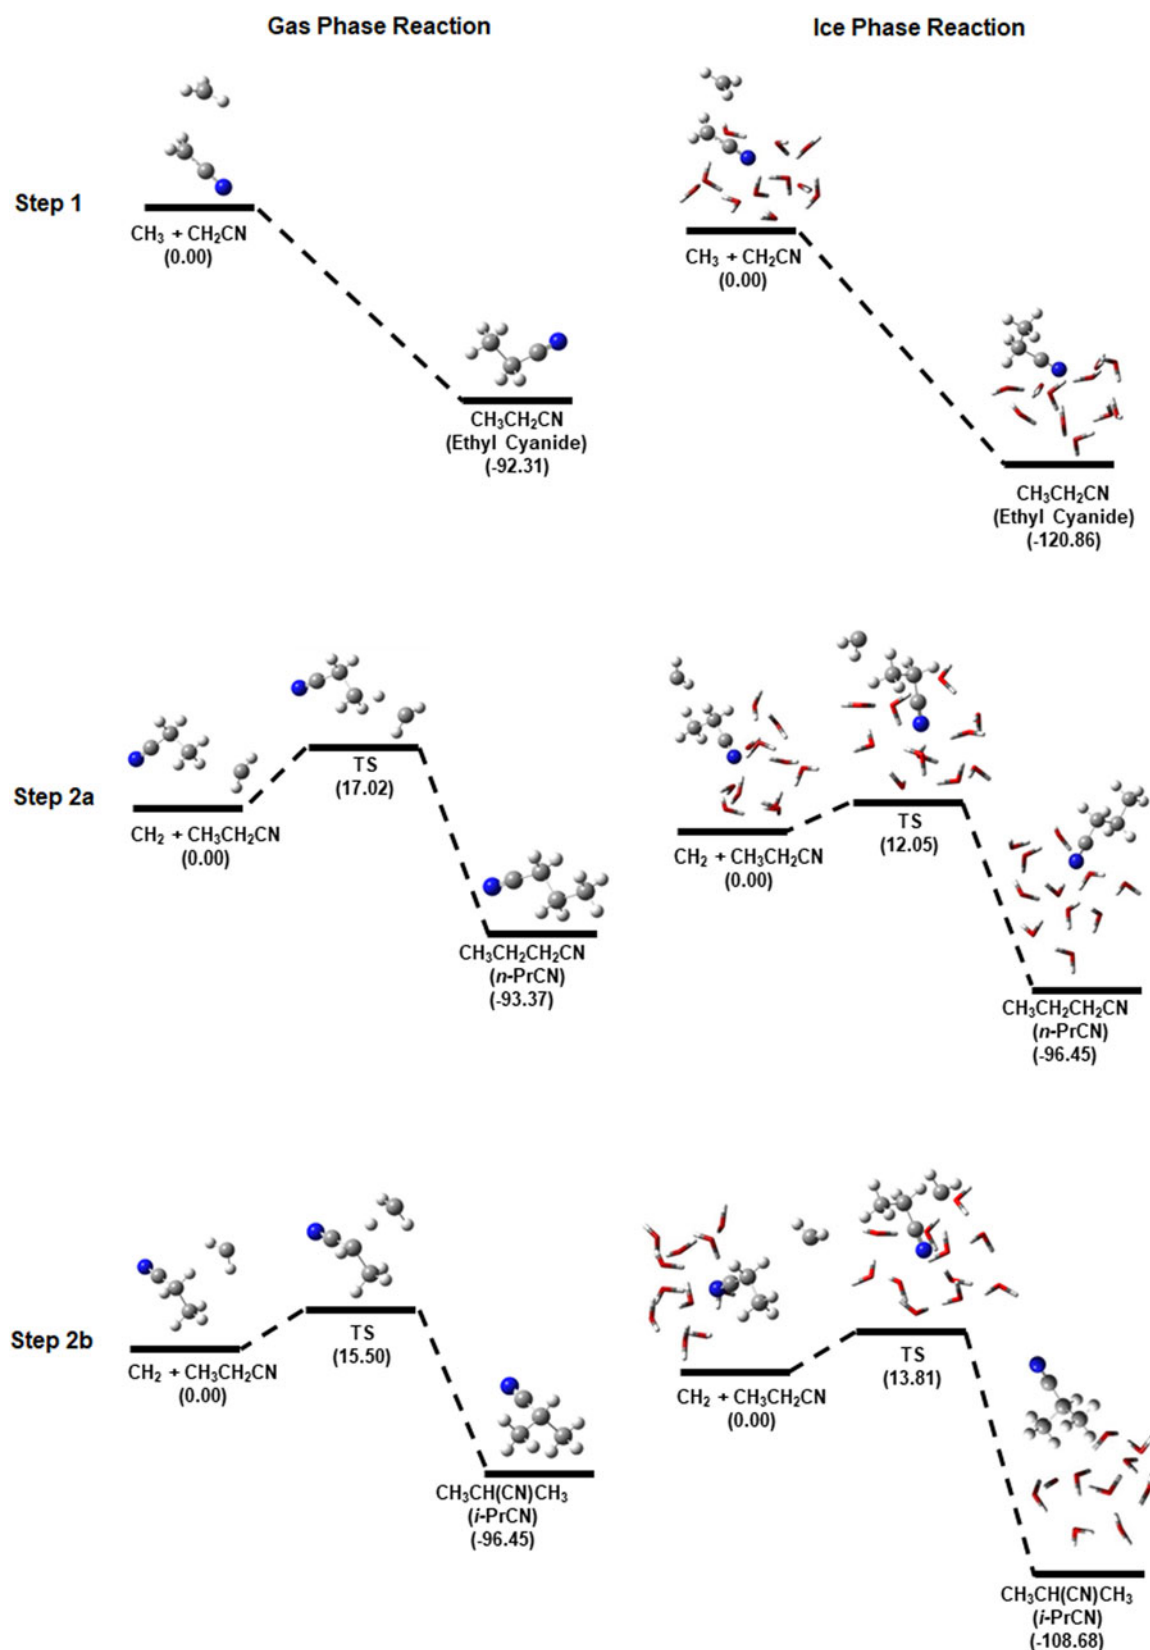 Gas Phase Reaction
Ice Phase Reaction
Step 1
CH₃ + CH₂CN
(0.00)
CH₃CH₂CN
(Ethyl Cyanide)
(-92.31)
CH₃ + CH₂CN
(0.00)
CH₃CH₂CN
(Ethyl Cyanide)
(-120.86)
Step 2a
CH₂ + CH₃CH₂CN
(0.00)
TS
(17.02)
CH₃CH₂CH₂CN
(n-PrCN)
(-93.37)
CH₂ + CH₃CH₂CN
(0.00)
TS
(12.05)
CH₃CH₂CH₂CN
(n-PrCN)
(-96.45)
Step 2b
CH₂ + CH₃CH₂CN
(0.00)
TS
(15.50)
CH₃CH(CN)CH₃
(i-PrCN)
(-96.45)
CH₂ + CH₃CH₂CN
(0.00)
TS
(13.81)
CH₃CH(CN)CH₃
(i-PrCN)
(-108.68)